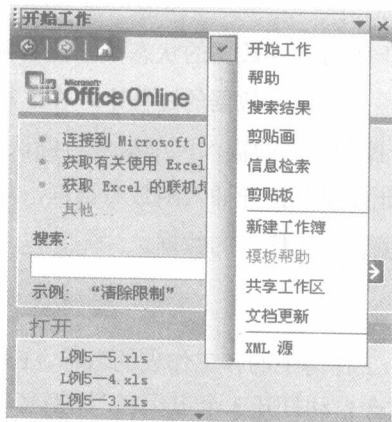 开始工作
Microsoft
Office Online
连接到 Microsoft O
获取有关使用 Excel
获取 Excel 的联机培
其他...
搜索:
示例: “清除限制”
打开
L例5—5.xls
L例5—4.xls
L例5—3.xls
开始工作
帮助
搜索结果
剪贴画
信息检索
剪贴板
新建工作簿
模板帮助
共享工作区
文档更新
XML 源